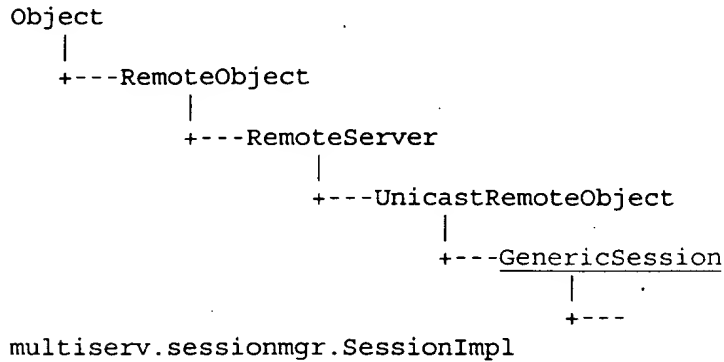 Object
|
+---RemoteObject
|
+---RemoteServer
|
+---UnicastRemoteObject
|
+---GenericSession
|
+---
multiserv.sessionmgr.SessionImpl